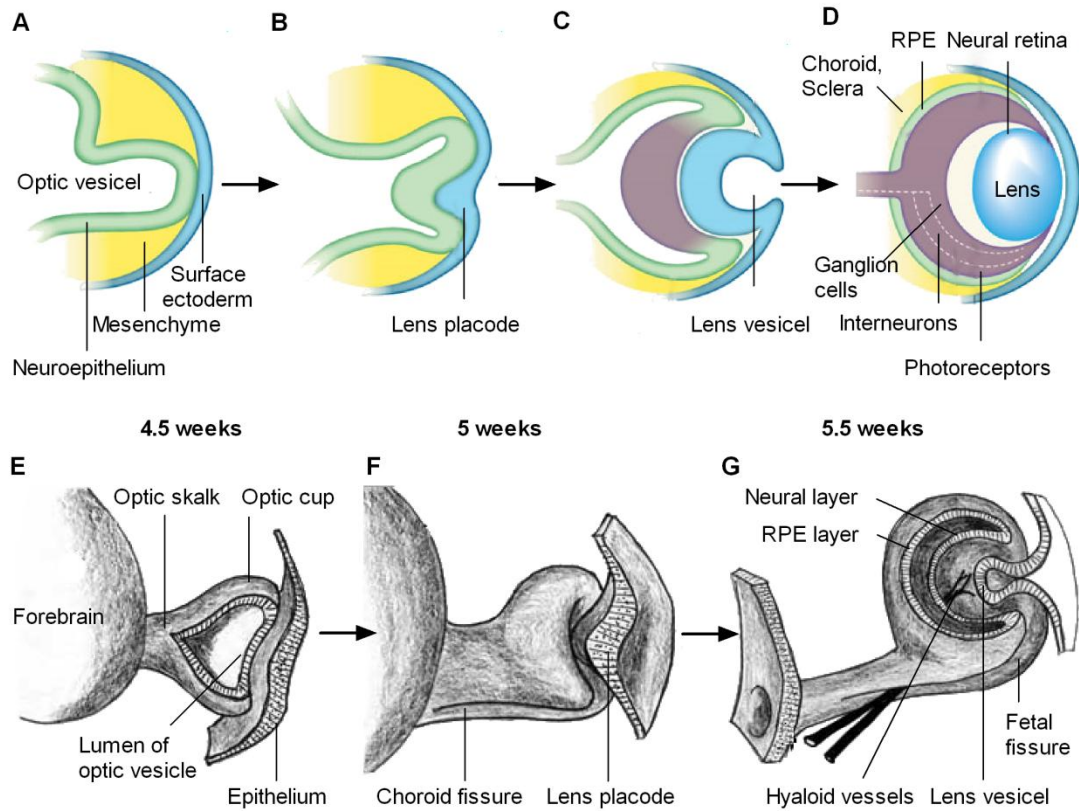 A
B
C
D
RPE
Neural retina
Choroid,
Sclera
Optic vesicel
Lens
Surface
ectoderm
Mesenchyme
Neuroepithelium
Lens placode
Lens vesicel
Ganglion
cells
Interneurons
Photoreceptors
4.5 weeks
5 weeks
5.5 weeks
E
F
G
Optic skalk
Optic cup
Forebrain
Lumen of
optic vesicle
Epithelium
Choroid fissure
Lens placode
Neural layer
RPE layer
Fetal
fissure
Hyaloid vessels
Lens vesicel